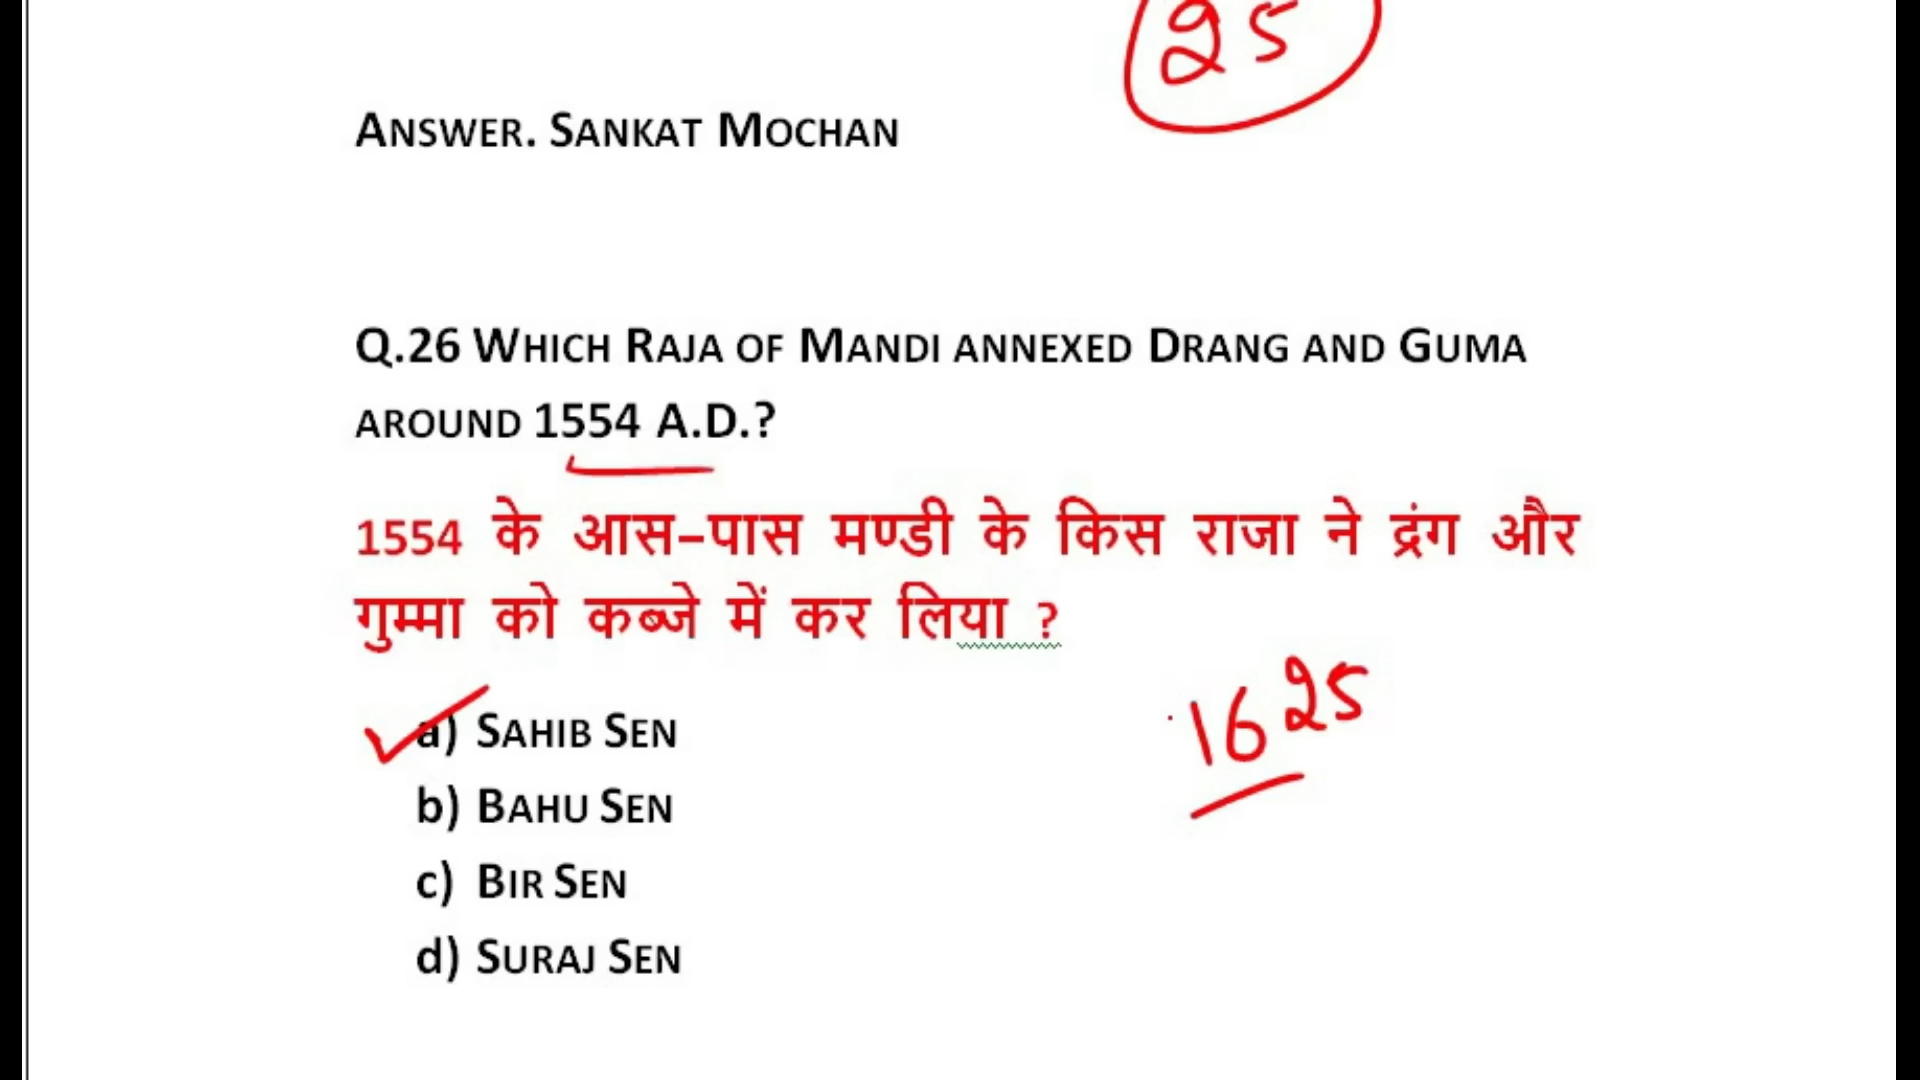 25
ANSWER. SANKAT MOCHAN
Q.26 WHICH RAJA OF MANDI ANNEXED DRANG AND GUMA
AROUND 1554 A.D.?
1554 के आस-पास मण्डी के किस राजा ने द्रंग और
गुम्मा को कब्जे में कर लिया ?
1625
a) SAHIB SEN
b) BAHU SEN
c) BIR SEN
d) SURAJ SEN